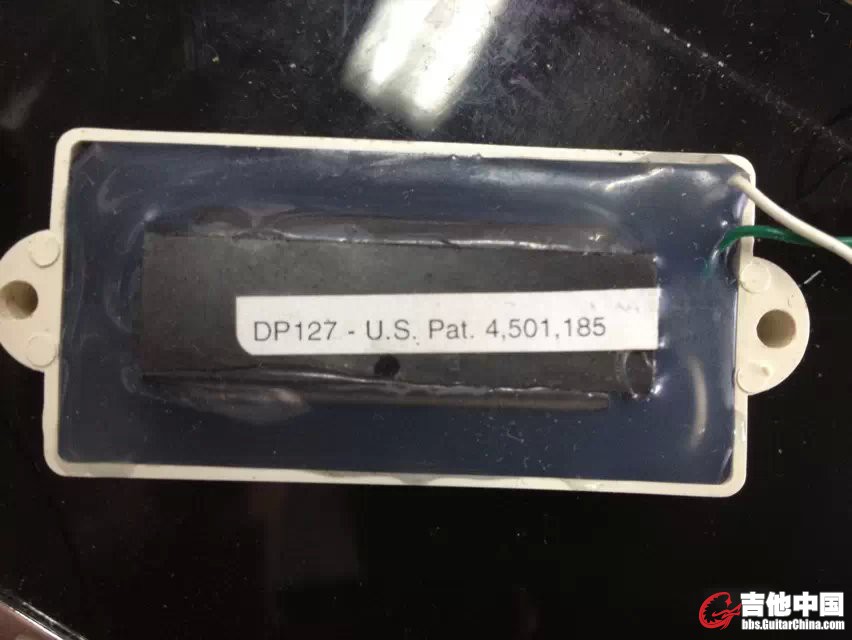 DP127 - U.S. Pat. 4,501,185
吉他中国
bbs.GuitarChina.com